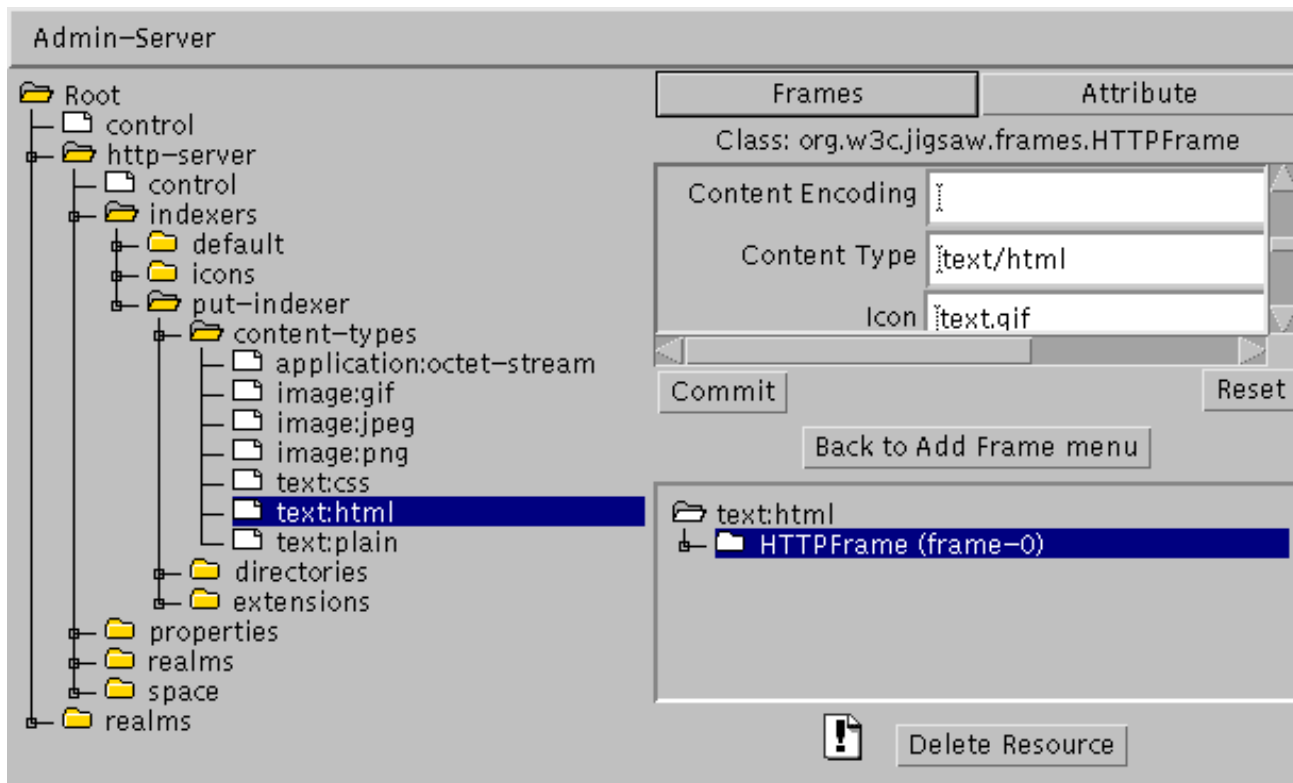 Admin-Server
Root
control
http-server
control
indexers
default
icons
put-indexer
content-types
application:octet-stream
image:gif
image:jpeg
image:png
text:css
text:html
text:plain
directories
extensions
properties
realms
space
realms
Frames Attribute
Class: org.w3c.jigsaw.frames.HTTPFrame
Content Encoding
Content Type text/html
Icon text.gif
Commit Reset
Back to Add Frame menu
text:html
HTTPFrame (frame-0)
Delete Resource